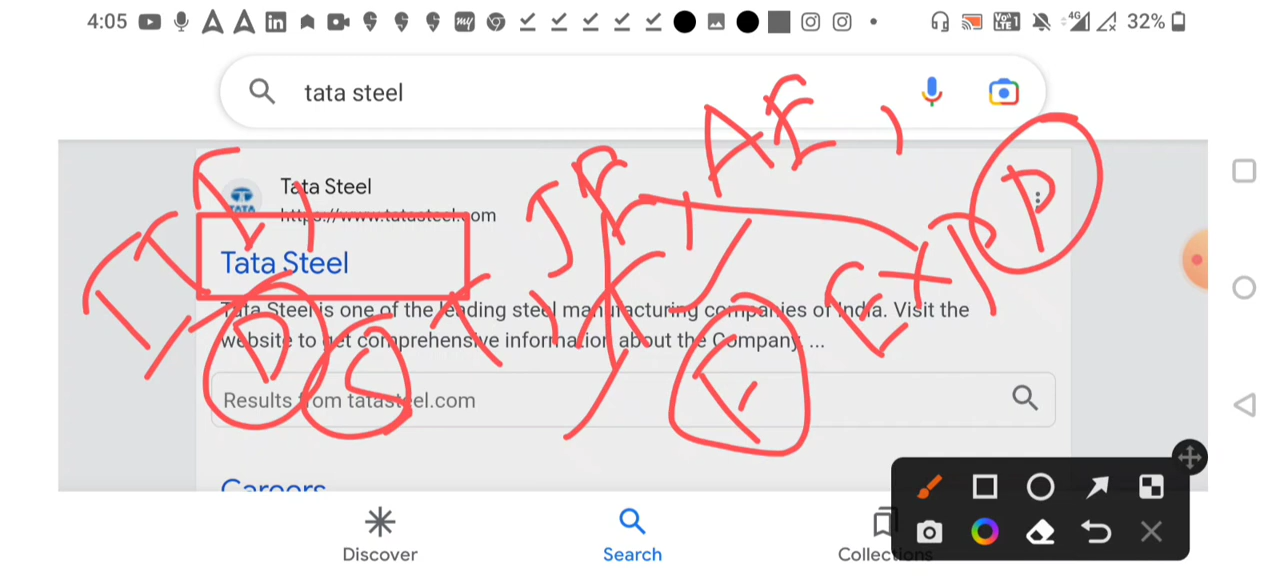 4:05
32%
tata steel
Tata Steel
https://www.tatasteel.com
Tata Steel
Tata Steel is one of the leading steel manufacturing companies of India. Visit the
website to get comprehensive information about the Company, ...
Results from tatasteel.com
Careers
Discover
Search
Collections